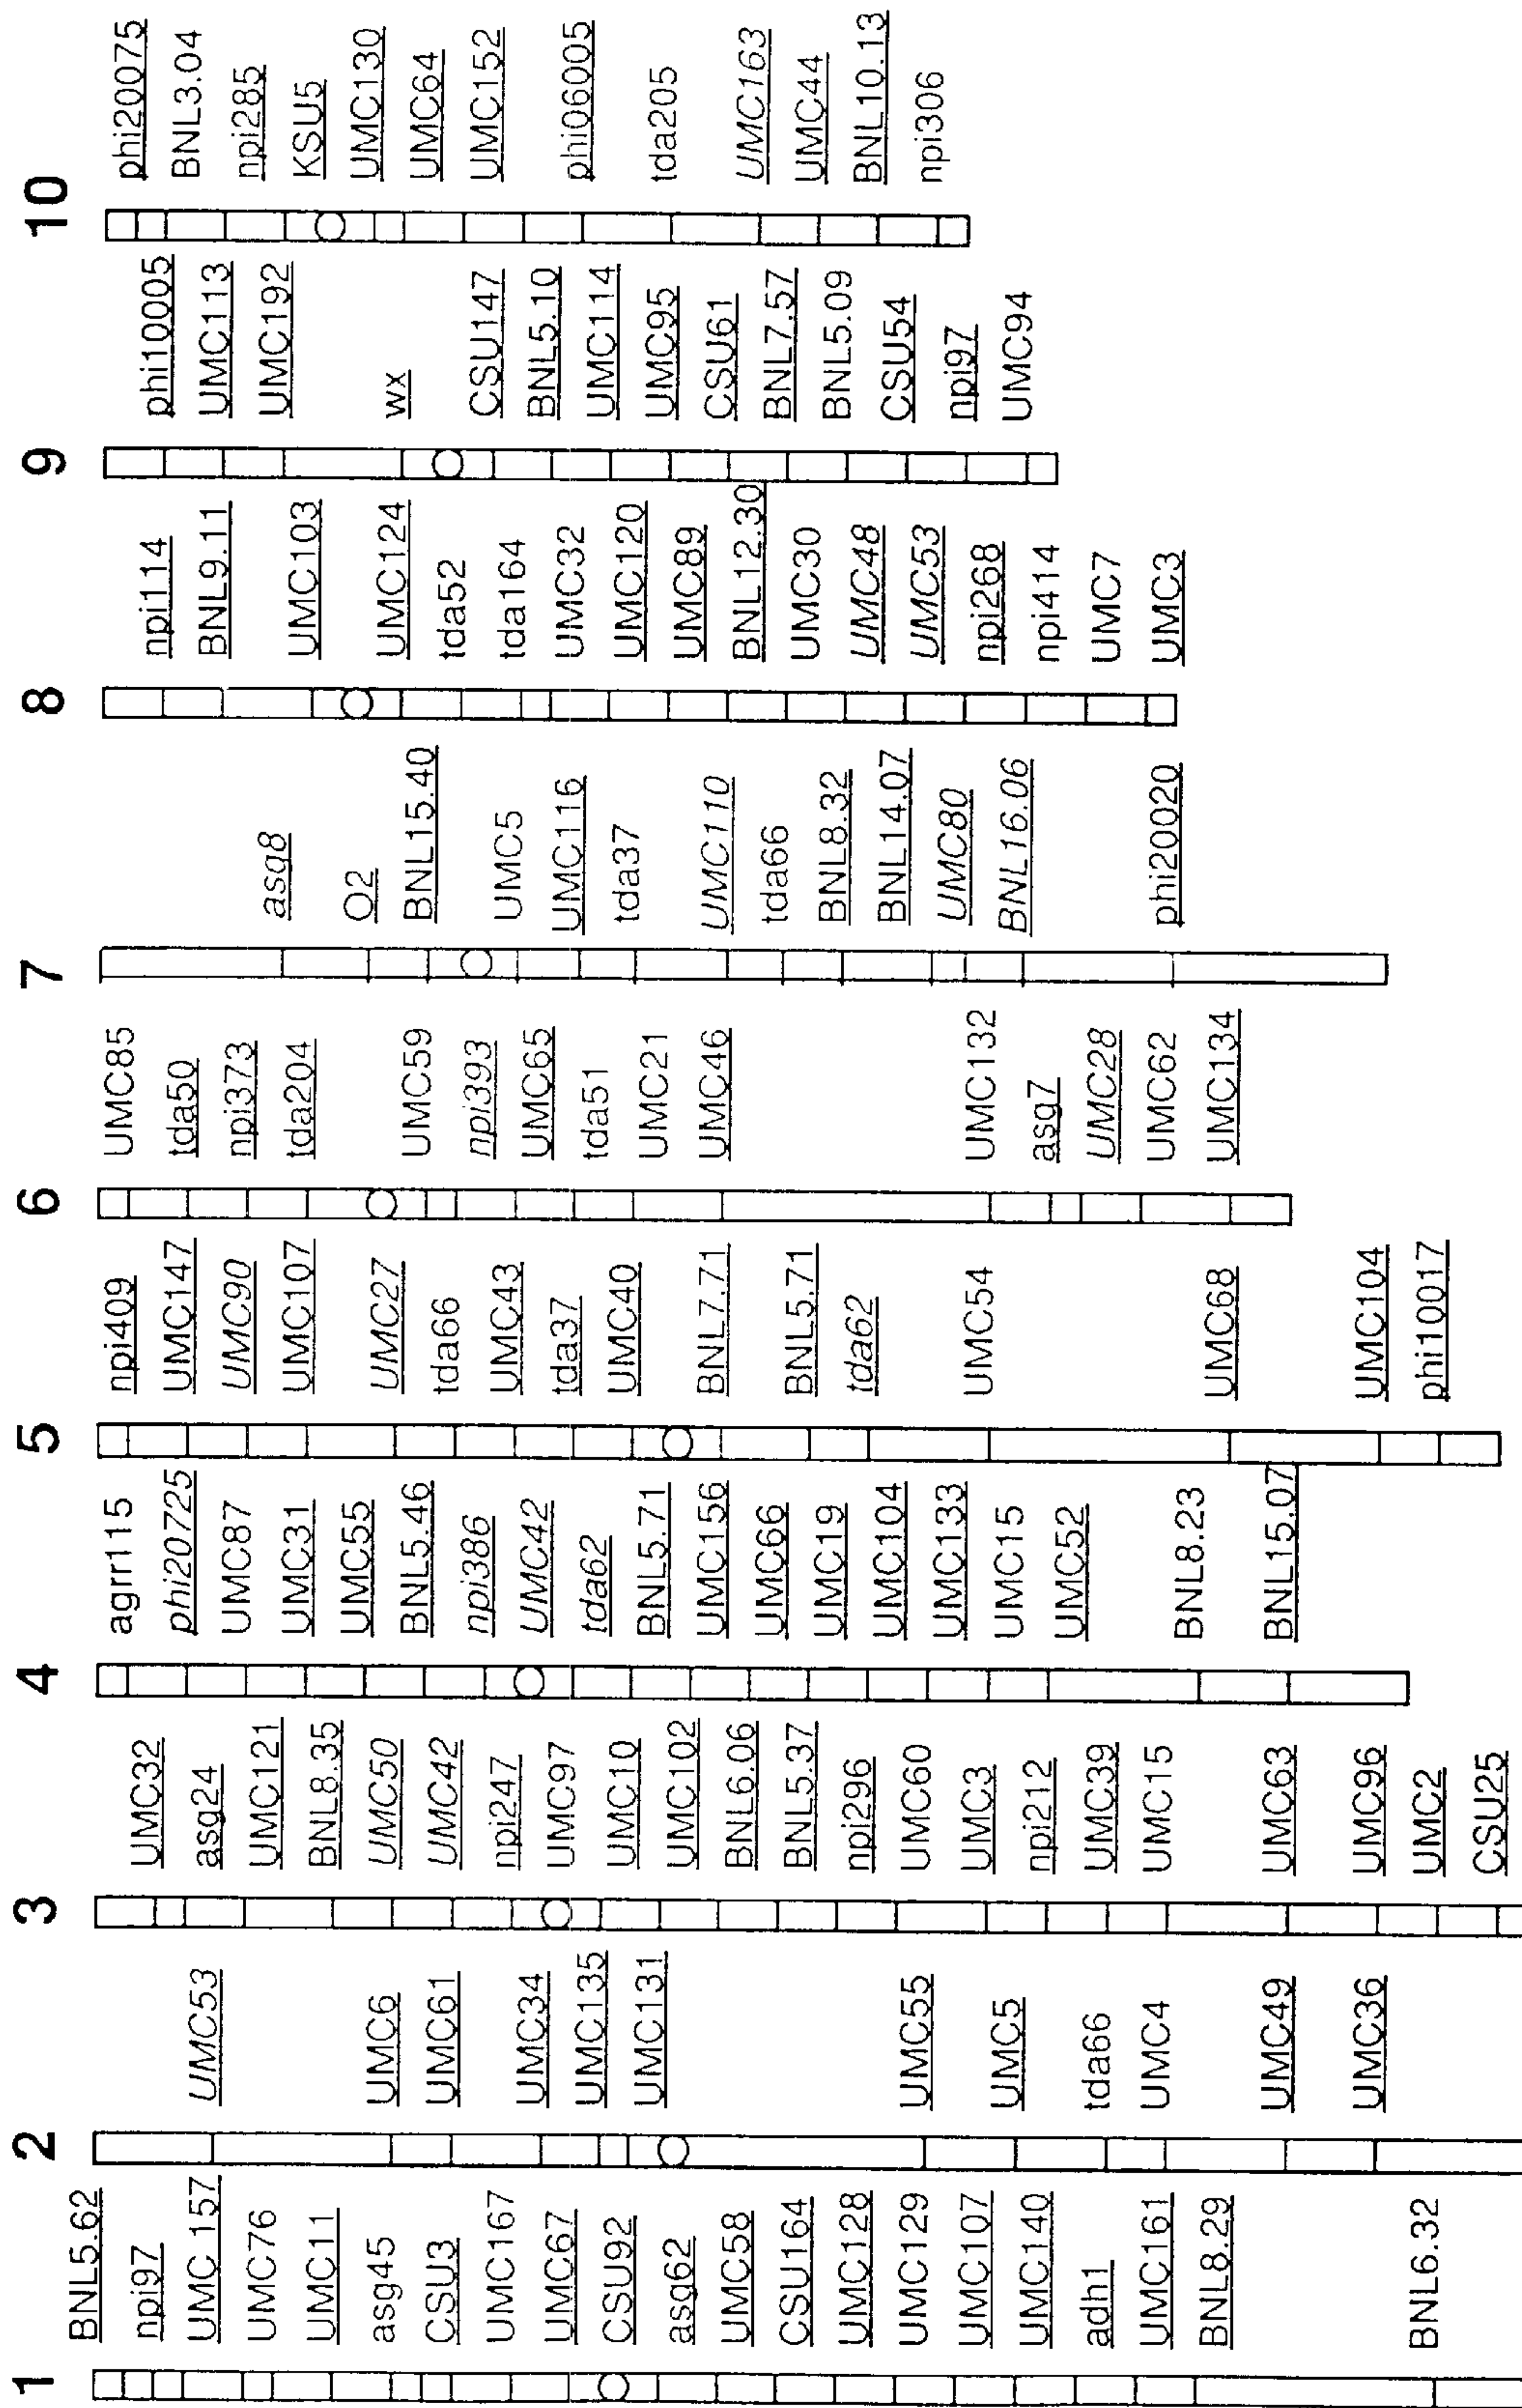 1
BNL5.62
npi97
UMC 157
UMC76
UMC11
asg45
CSU3
UMC167
UMC67
CSU92
asg62
UMC58
CSU164
UMC128
UMC129
UMC107
UMC140
adh1
UMC161
BNL8.29
BNL6.32
2
UMC53
UMC6
UMC61
UMC34
UMC135
UMC131
UMC55
UMC5
tda66
UMC4
UMC49
UMC36
3
UMC32
asg24
UMC121
BNL8.35
UMC50
UMC42
npi247
UMC97
UMC10
UMC102
BNL6.06
BNL5.37
npi296
UMC60
UMC3
npi212
UMC39
UMC15
UMC63
UMC96
UMC2
CSU25
4
agrr115
phi20725
UMC87
UMC31
UMC55
BNL5.46
npi386
UMC42
tda62
BNL5.71
UMC156
UMC66
UMC19
UMC104
UMC133
UMC15
UMC52
BNL8.23
BNL15.07
5
npi409
UMC147
UMC90
UMC107
UMC27
tda66
UMC43
tda37
UMC40
BNL7.71
BNL5.71
tda62
UMC54
UMC68
UMC104
phi10017
6
UMC85
tda50
npi373
tda204
UMC59
npi393
UMC65
tda51
UMC21
UMC46
UMC132
asg7
UMC28
UMC62
UMC134
7
asg8
O2
BNL15.40
UMC5
UMC116
tda37
UMC110
tda66
BNL8.32
BNL14.07
UMC80
BNL16.06
phi20020
8
npi114
BNL9.11
UMC103
UMC124
tda52
tda164
UMC32
UMC120
UMC89
BNL12.30
UMC30
UMC48
UMC53
npi268
npi414
UMC7
UMC3
9
phi10005
UMC113
UMC192
wx
CSU147
BNL5.10
UMC114
UMC95
CSU61
BNL7.57
BNL5.09
CSU54
npi97
UMC94
10
phi20075
BNL3.04
npi285
KSU5
UMC130
UMC64
UMC152
phi06005
tda205
UMC163
UMC44
BNL10.13
npi306